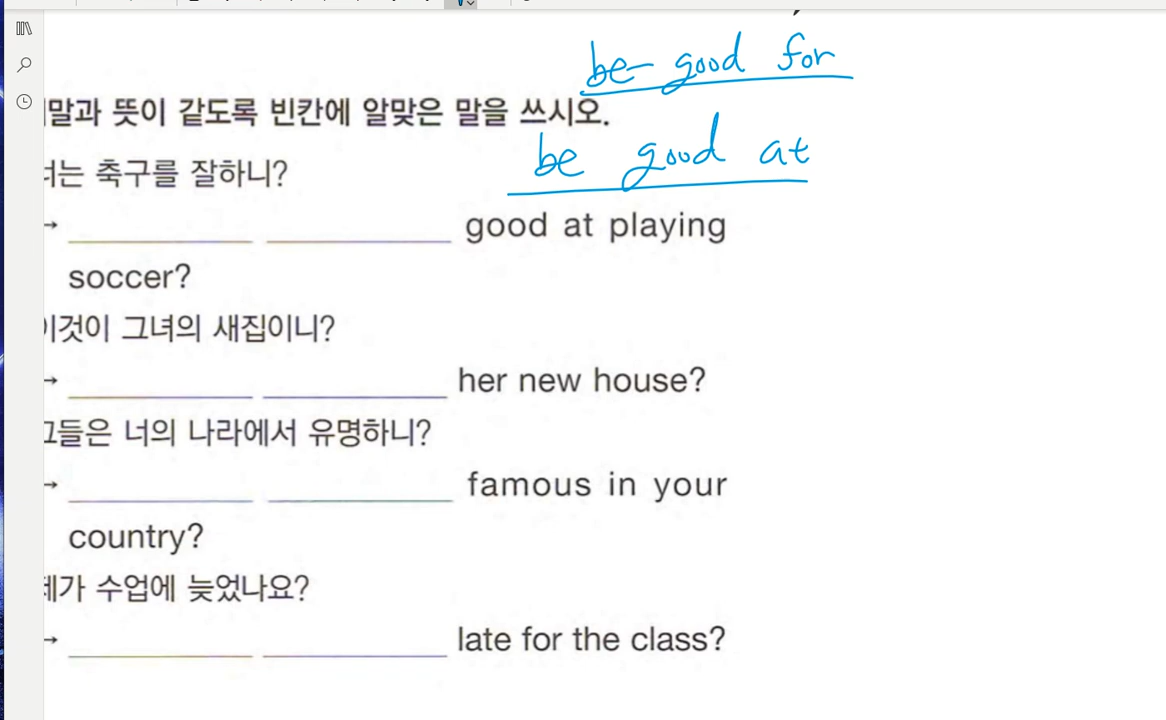 be good for
말과 뜻이 같도록 빈칸에 알맞은 말을 쓰시오.
be good at
너는 축구를 잘하니?
→ good at playing
soccer?
이것이 그녀의 새집이니?
→ her new house?
그들은 너의 나라에서 유명하니?
→ famous in your
country?
제가 수업에 늦었나요?
→ late for the class?